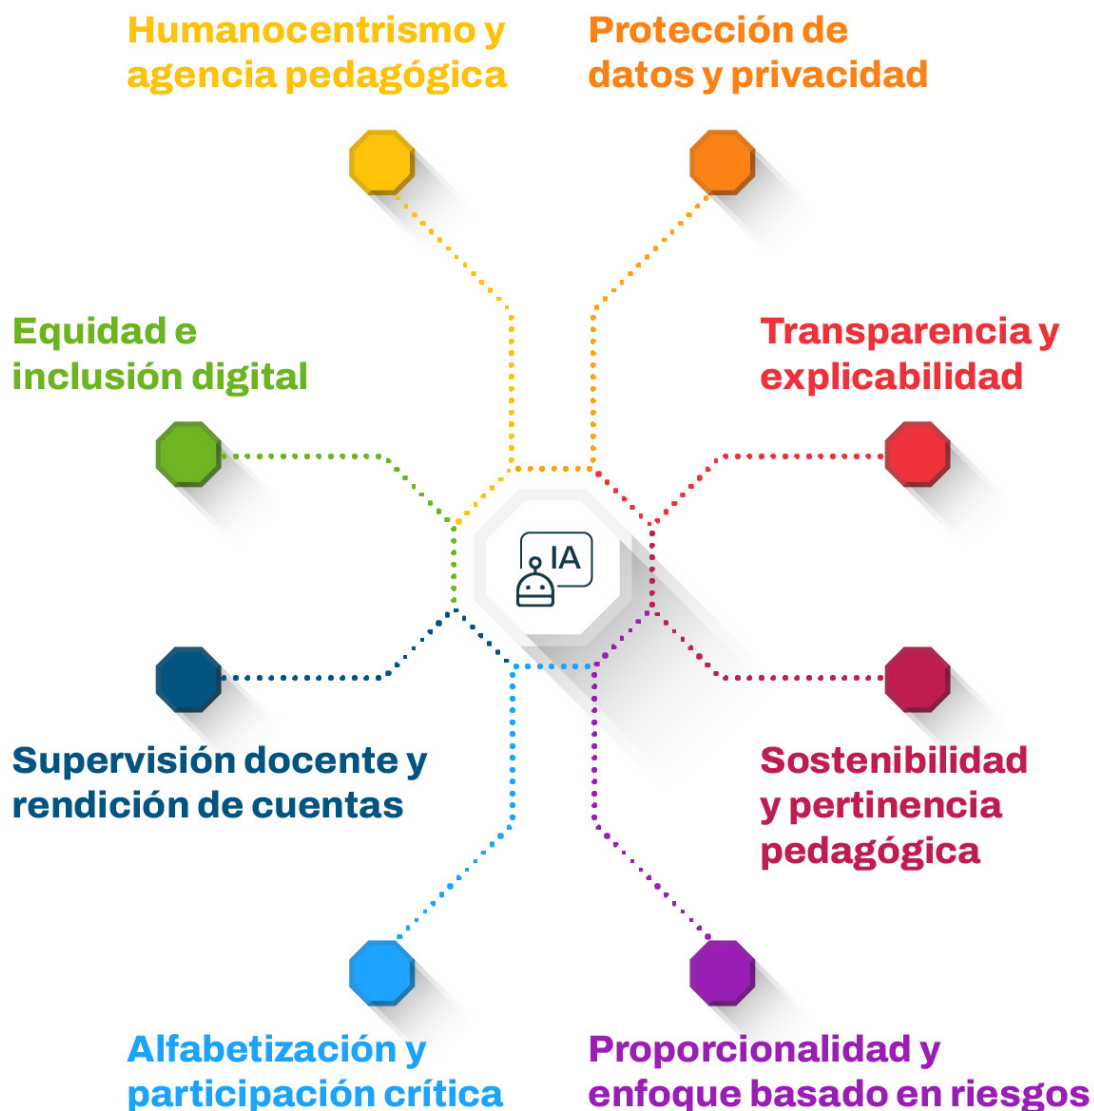 Humanocentrismo y
agencia pedagógica
Protección de
datos y privacidad
Equidad e
inclusión digital
Transparencia y
explicabilidad
IA
Supervisión docente y
rendición de cuentas
Sostenibilidad
y pertinencia
pedagógica
Alfabetización y
participación crítica
Proporcionalidad y
enfoque basado en riesgos